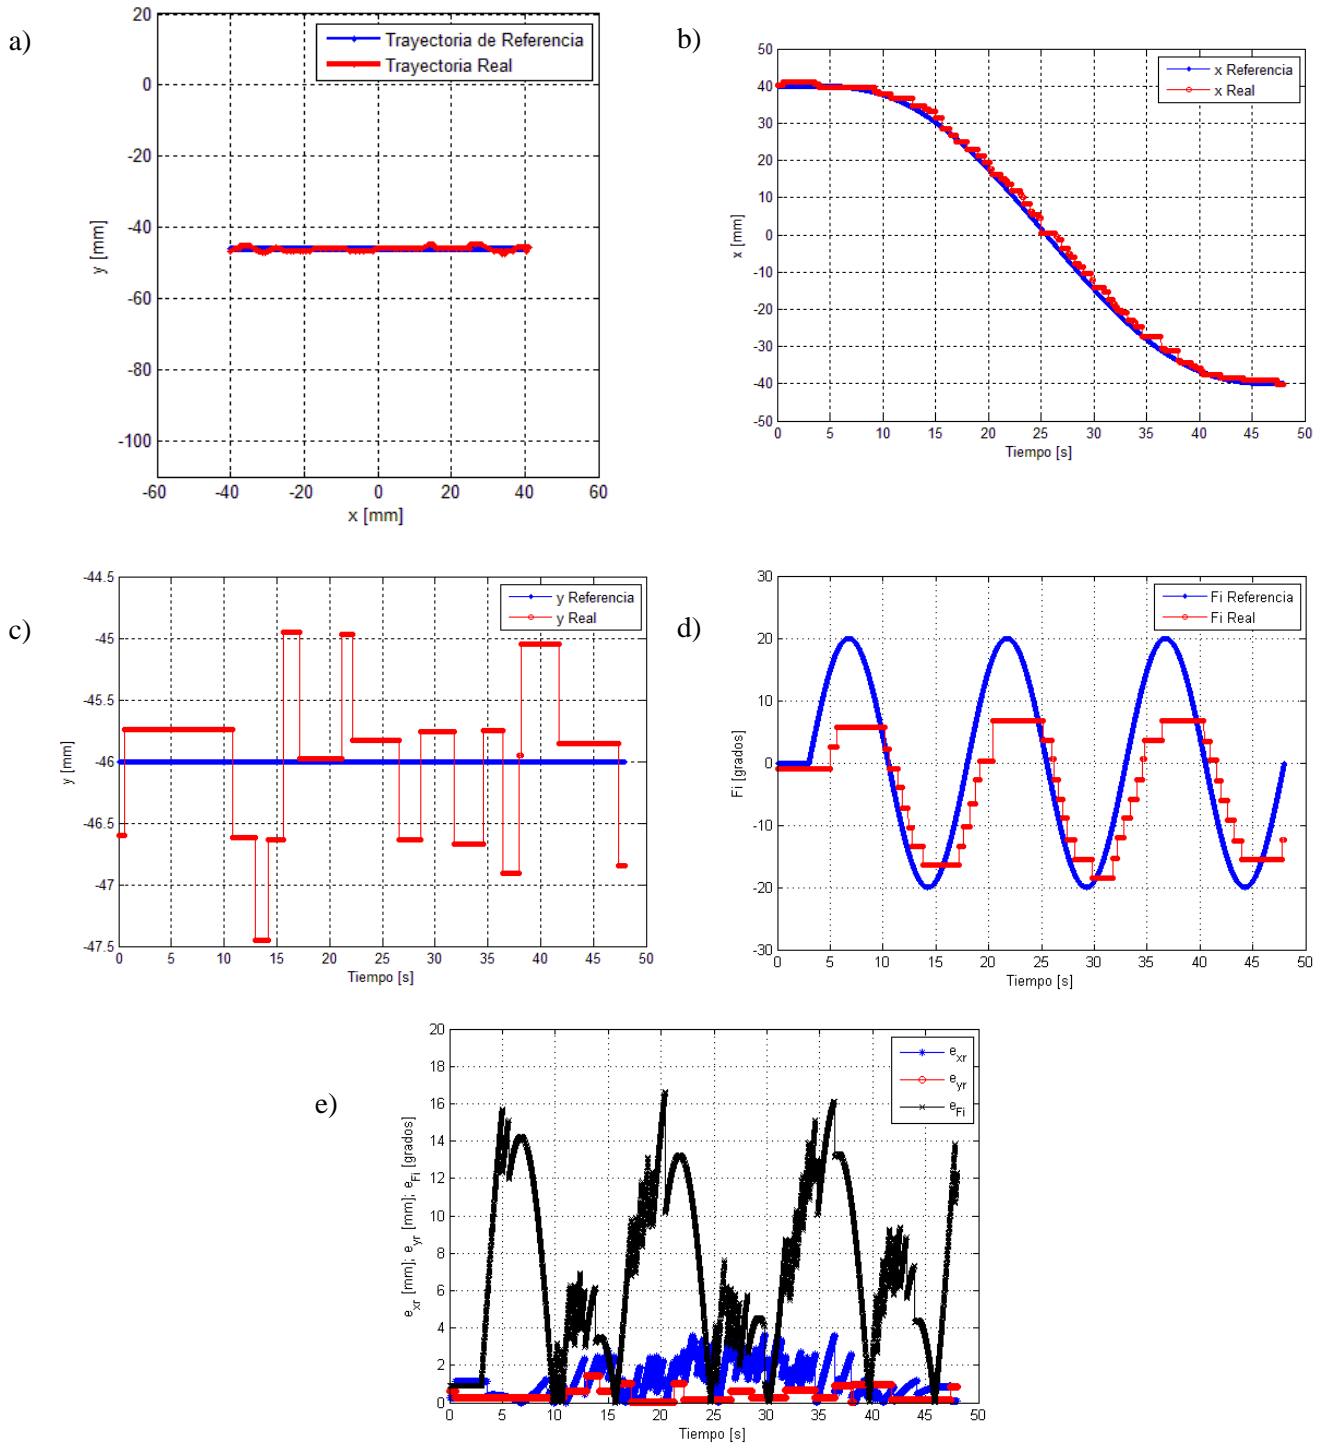 a)
20
0
-20
-40
-60
-80
-100
-60 -40 -20 0 20 40 60
x [mm]
y [mm]
Trayectoria de Referencia
Trayectoria Real
b)
50
40
30
20
10
0
-10
-20
-30
-40
-50
0 5 10 15 20 25 30 35 40 45 50
Tiempo [s]
x [mm]
x Referencia
x Real
c)
-44.5
-45
-45.5
-46
-46.5
-47
-47.5
0 5 10 15 20 25 30 35 40 45 50
Tiempo [s]
y [mm]
y Referencia
y Real
d)
30
20
10
0
-10
-20
-30
0 5 10 15 20 25 30 35 40 45 50
Tiempo [s]
Fi [grados]
Fi Referencia
Fi Real
e)
20
18
16
14
12
10
8
6
4
2
0
0 5 10 15 20 25 30 35 40 45 50
Tiempo [s]
e_xr [mm]; e_yr [mm]; e_Fi [grados]
e_xr
e_yr
e_Fi